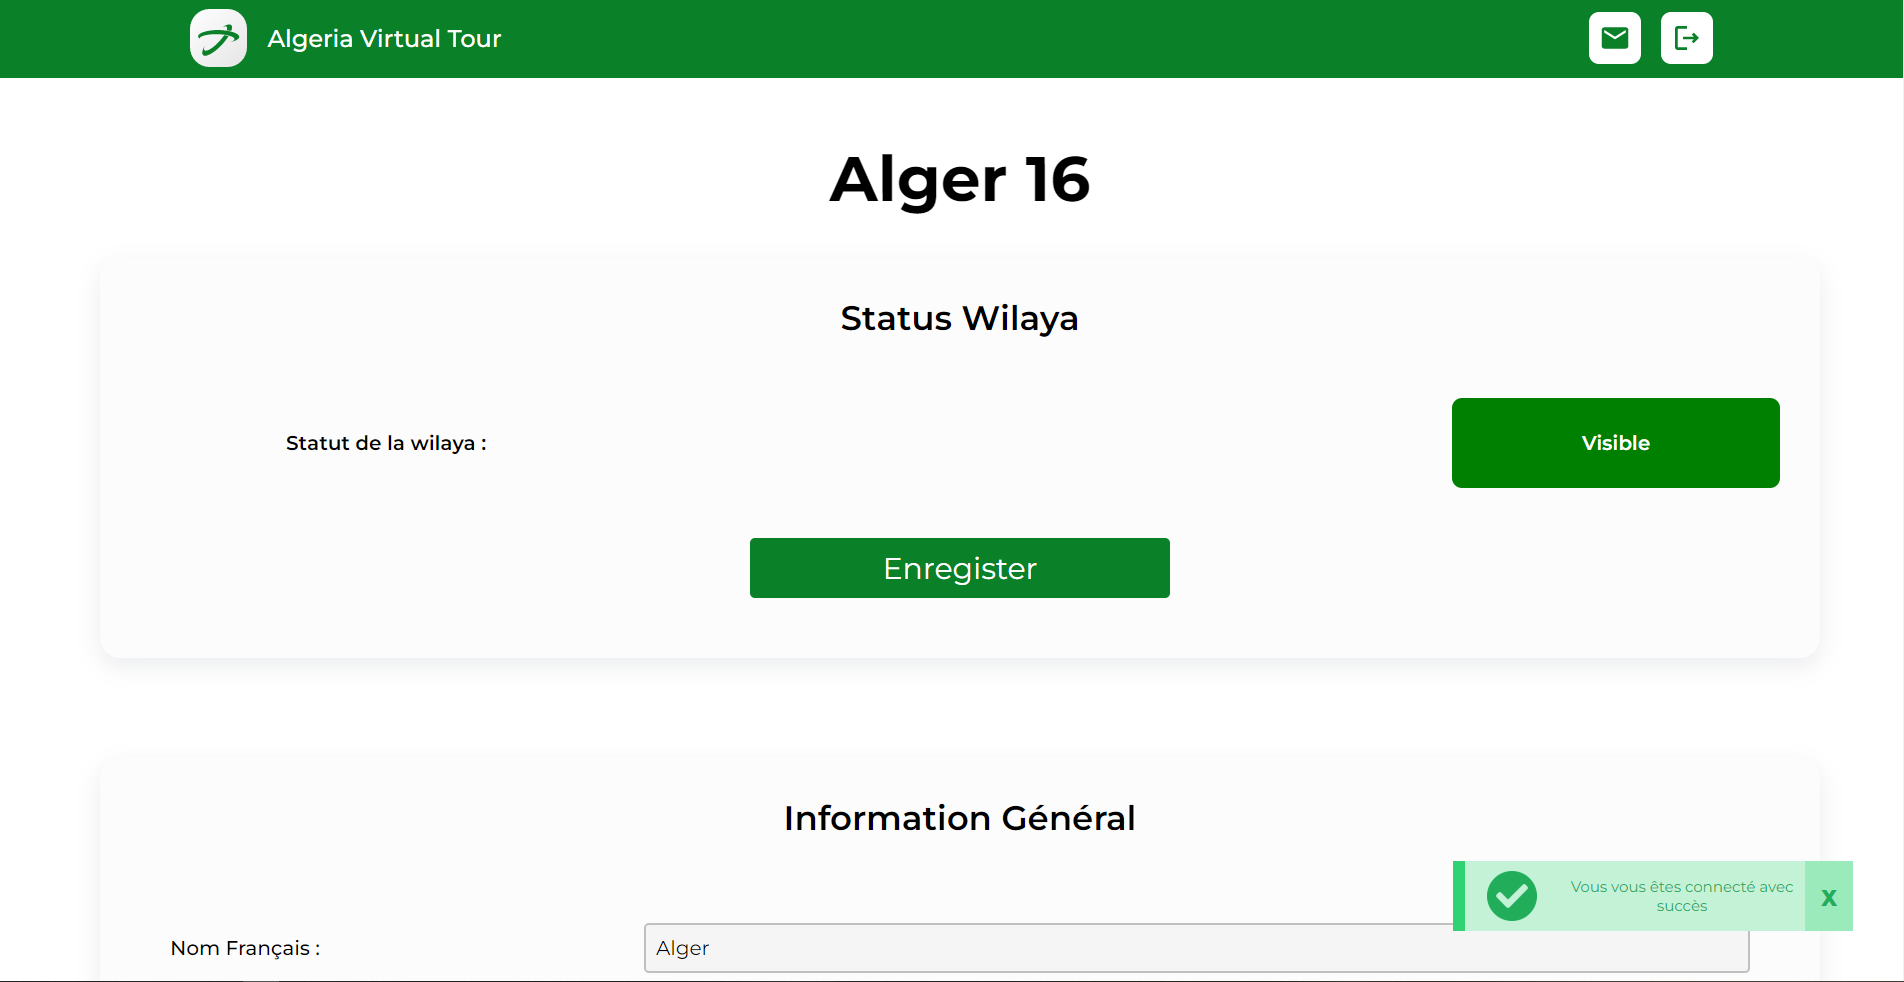 Algeria Virtual Tour
Alger 16
Status Wilaya
Statut de la wilaya :
Visible
Enregister
Information Général
Vous vous êtes connecté avec
succès
x
Nom Français :
Alger